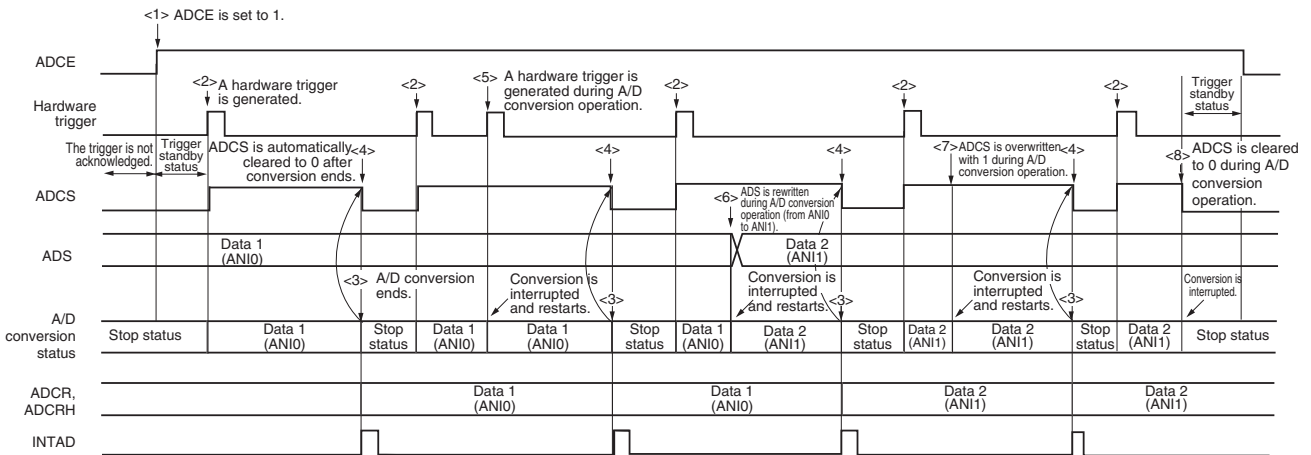 <1> ADCE is set to 1.
ADCE
<2> A hardware trigger
is generated.
<2>
<5> A hardware trigger is
generated during A/D
conversion operation.
<2>
<2>
<2>
Trigger
standby
status
Hardware
trigger
The trigger is not
acknowledged.
Trigger
standby
status
ADCS is automatically
cleared to 0 after
conversion ends.
<4>
<4>
<4>
<7> ADCS is overwritten
with 1 during A/D
conversion operation.
<4>
<8> ADCS is cleared
to 0 during A/D
conversion
operation.
ADCS
<6> ADS is rewritten
during A/D conversion
operation (from ANI0
to ANI1).
ADS
Data 1
(ANI0)
Data 2
(ANI1)
<3> A/D conversion
ends.
Conversion is
interrupted
and restarts.
<3>
Conversion is
interrupted
and restarts.
<3>
Conversion is
interrupted
and restarts.
<3>
Conversion is
interrupted.
A/D
conversion
status
Stop status
Data 1
(ANI0)
Stop
status
Data 1
(ANI0)
Data 1
(ANI0)
Stop
status
Data 1
(ANI0)
Data 2
(ANI1)
Stop
status
Data 2
(ANI1)
Data 2
(ANI1)
Stop
status
Data 2
(ANI1)
Stop status
ADCR,
ADCRH
Data 1
(ANI0)
Data 1
(ANI0)
Data 2
(ANI1)
Data 2
(ANI1)
INTAD